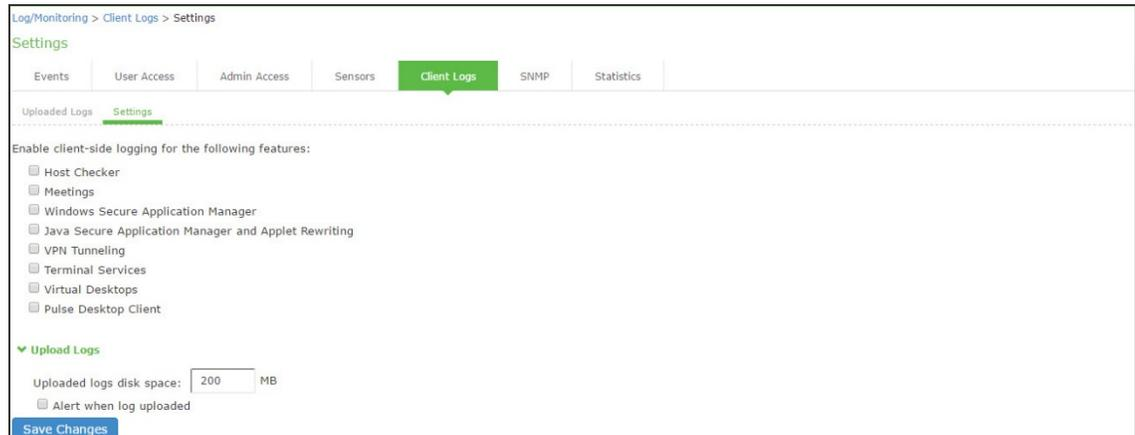 Log/Monitoring > Client Logs > Settings
Settings
Events User Access Admin Access Sensors Client Logs SNMP Statistics
Uploaded Logs Settings
Enable client-side logging for the following features:
Host Checker
Meetings
Windows Secure Application Manager
Java Secure Application Manager and Applet Rewriting
VPN Tunneling
Terminal Services
Virtual Desktops
Pulse Desktop Client
Upload Logs
Uploaded logs disk space: 200 MB
Alert when log uploaded
Save Changes